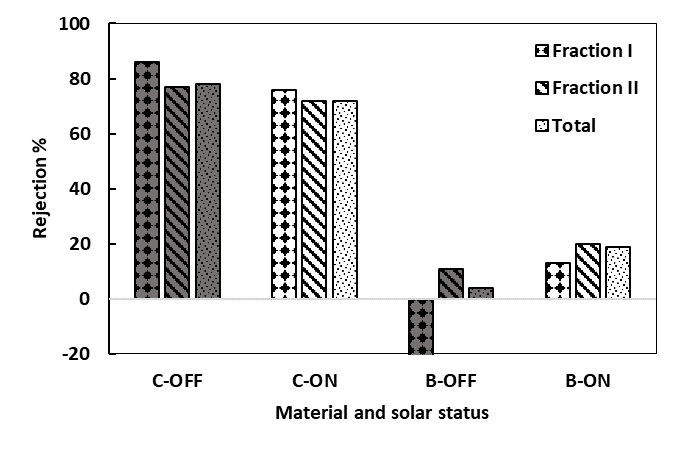 100
80
60
40
20
0
-20
Rejection %
Fraction I
Fraction II
Total
C-OFF
C-ON
B-OFF
B-ON
Material and solar status